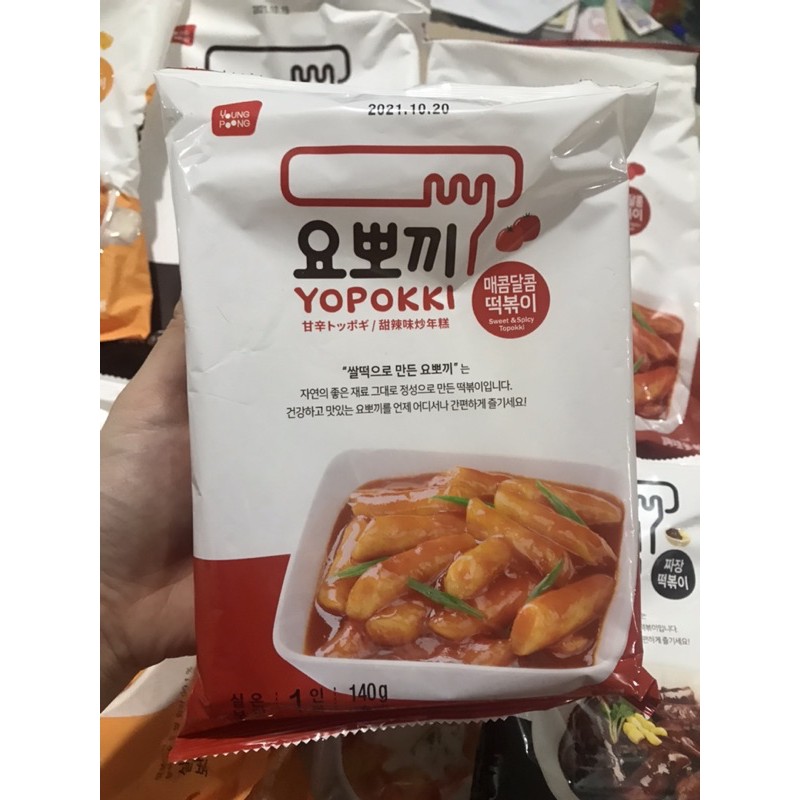 2021.10.20
YOUNG
POONG
요뽀끼
YOPOKKI
甘辛トッポギ / 甜辣味炒年糕
매콤달콤
떡볶이
Sweet & Spicy
Topokki
"쌀떡으로 만든 요뽀끼" 는
자연의 좋은 재료 그대로 정성으로 만든 떡볶이입니다.
건강하고 맛있는 요뽀끼를 언제 어디서나 간편하게 즐기세요!
1인
140g
짜장
떡볶이